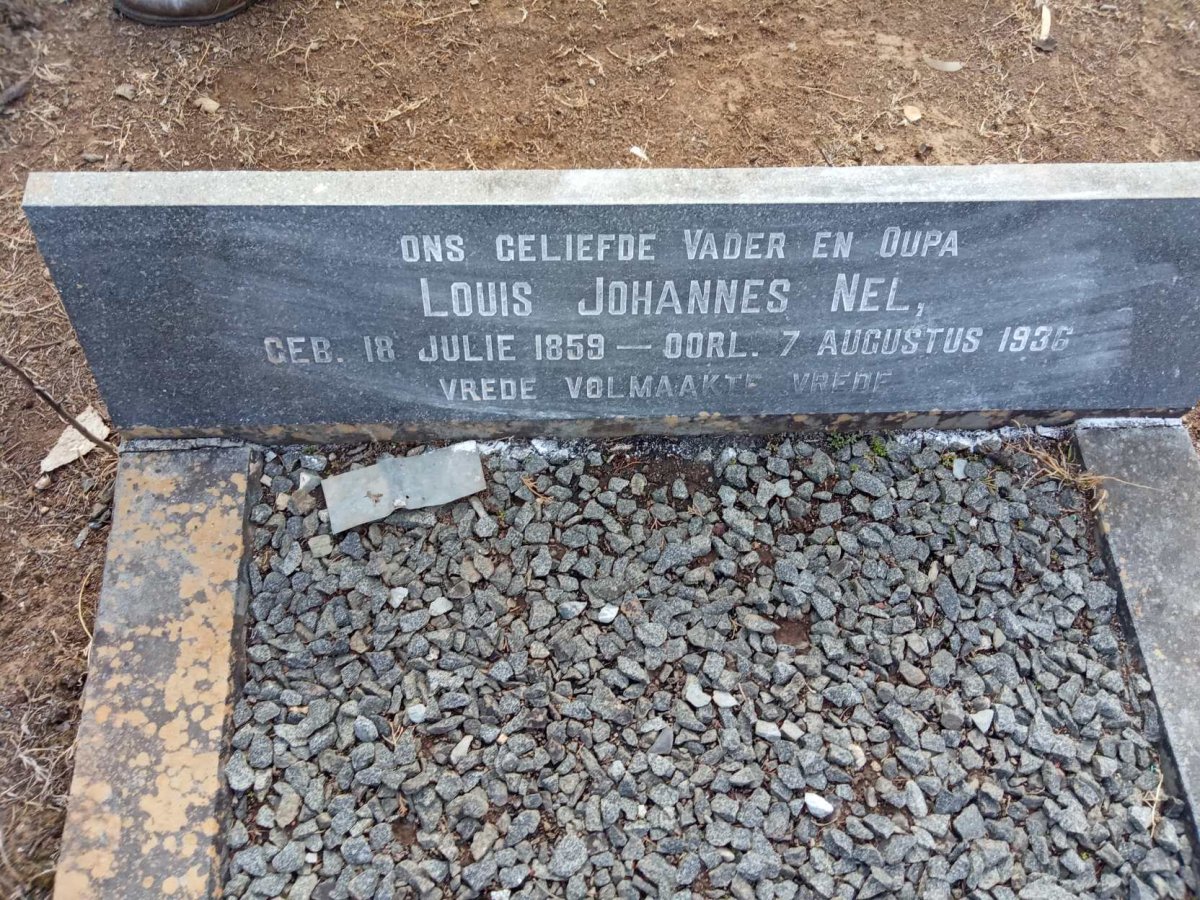 ONS GELIEFDE VADER EN OUPA
LOUIS JOHANNES NEL,
GEB. 18 JULIE 1859 — OORL. 7 AUGUSTUS 1936
VREDE VOLMAAKTE VREDE